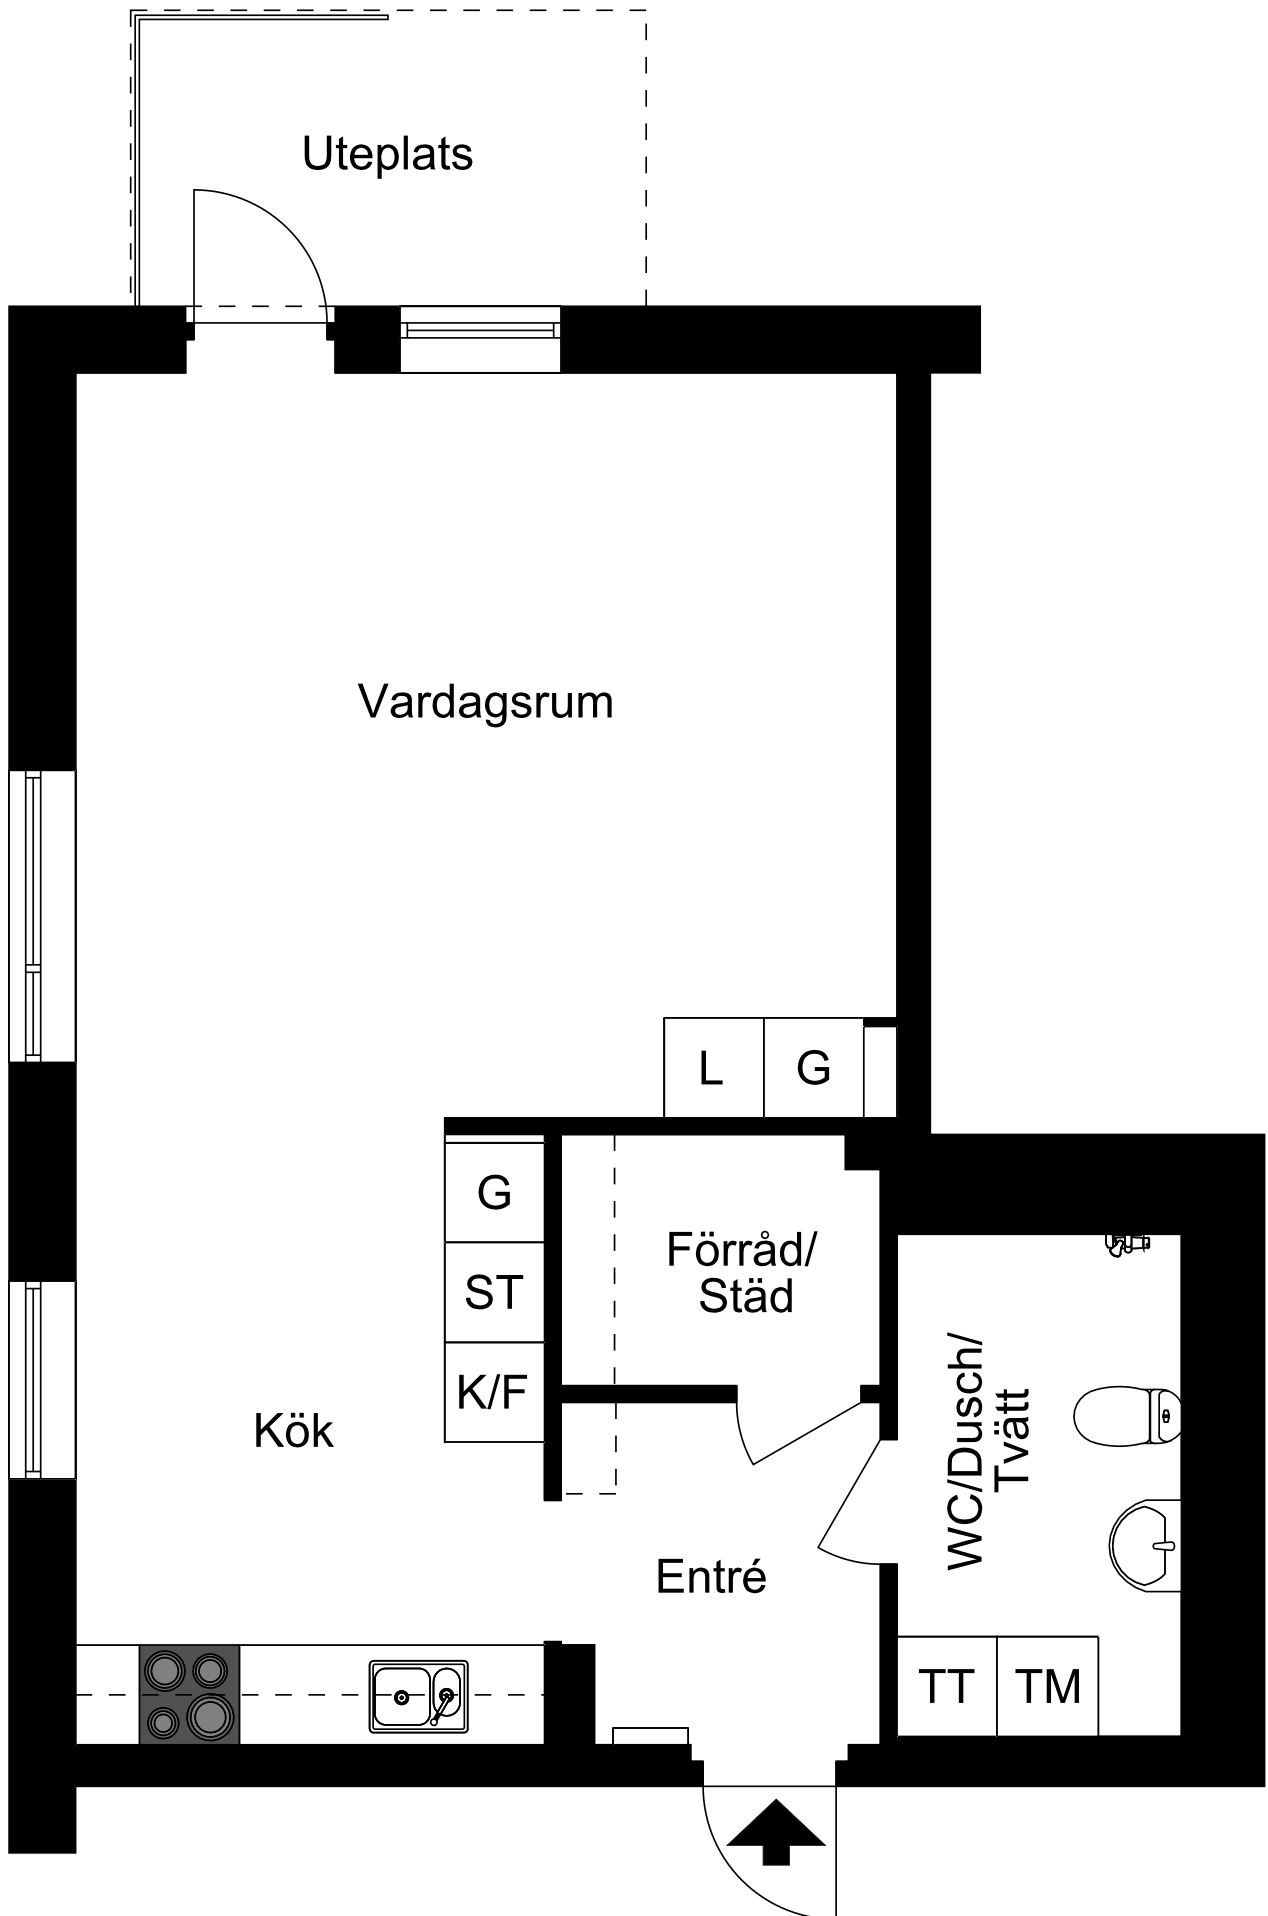 Uteplats
Vardagsrum
L
G
G
ST
K/F
Förråd/
Städ
Kök
WC/Dusch/
Tvätt
Entré
TT
TM